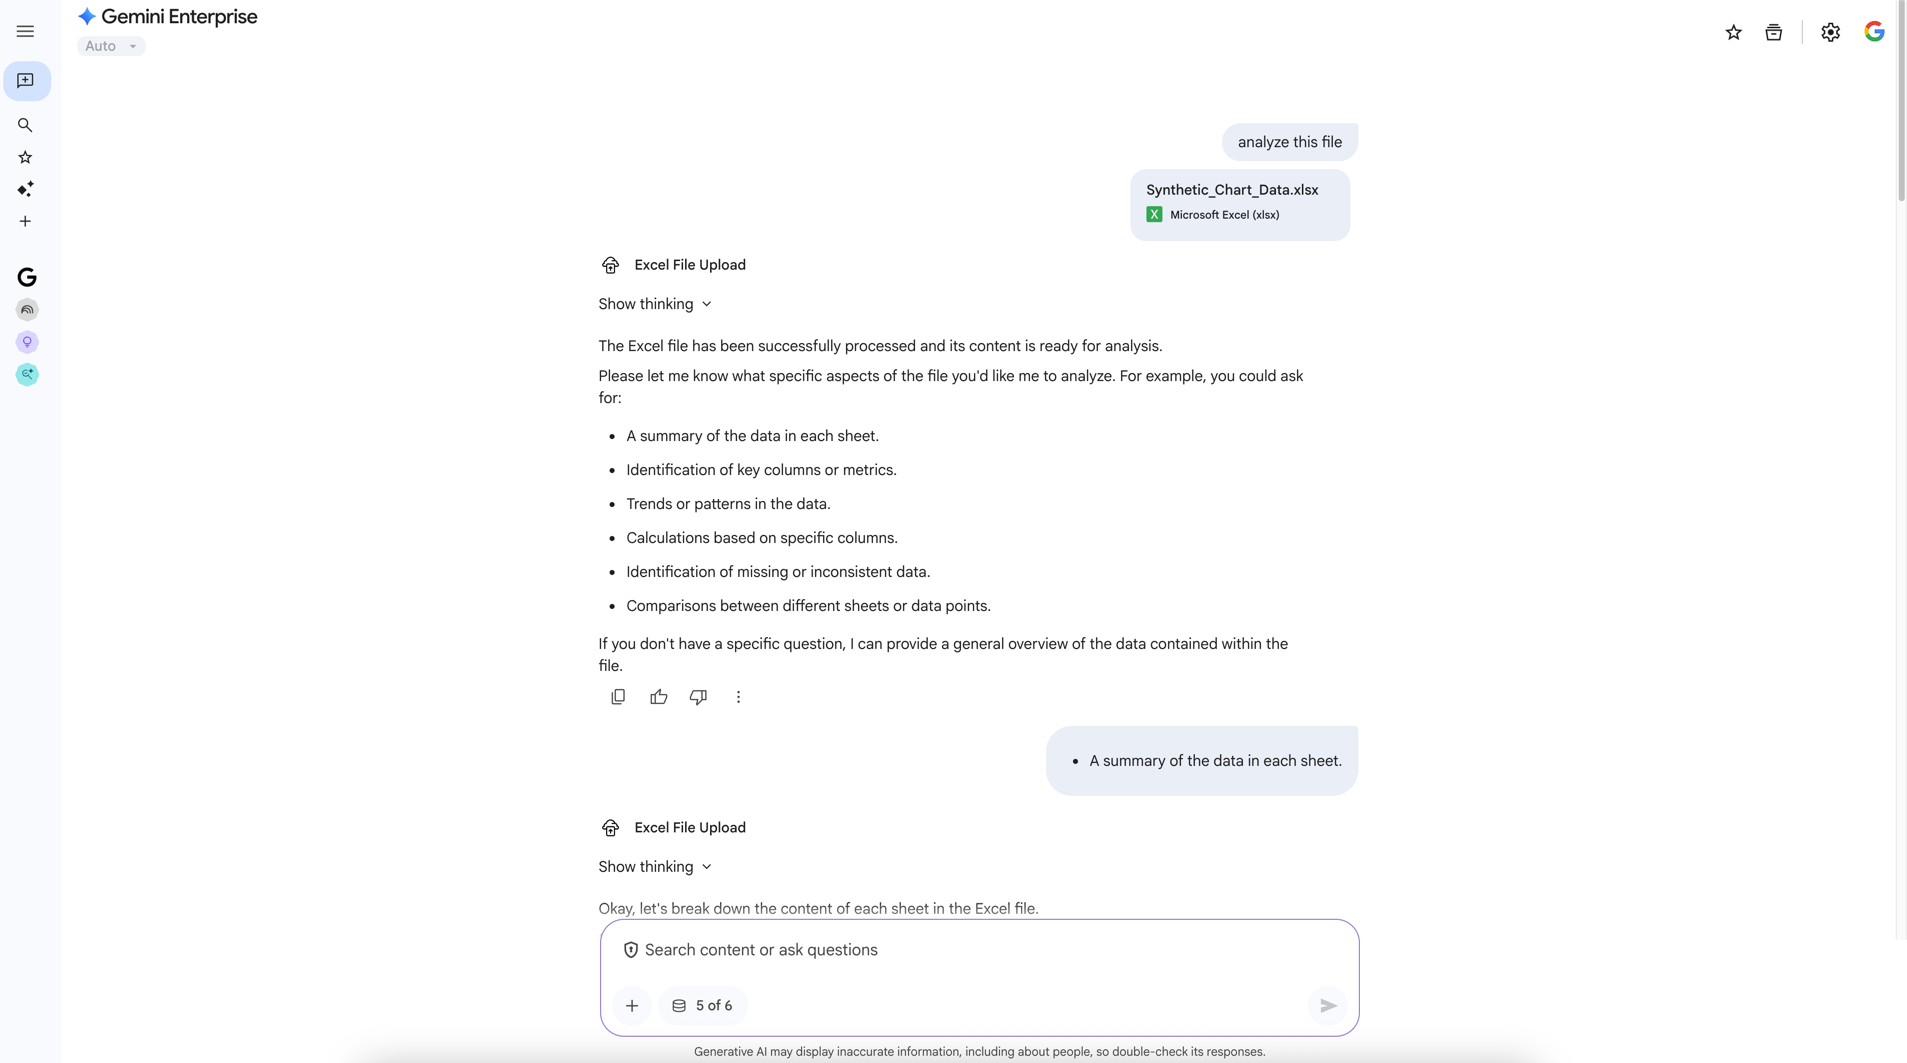 Gemini Enterprise
Auto
analyze this file
Synthetic_Chart_Data.xlsx
X Microsoft Excel (xlsx)
Excel File Upload
Show thinking
The Excel file has been successfully processed and its content is ready for analysis.
Please let me know what specific aspects of the file you'd like me to analyze. For example, you could ask
for:
• A summary of the data in each sheet.
• Identification of key columns or metrics.
• Trends or patterns in the data.
• Calculations based on specific columns.
• Identification of missing or inconsistent data.
• Comparisons between different sheets or data points.
If you don't have a specific question, I can provide a general overview of the data contained within the
file.
• A summary of the data in each sheet.
Excel File Upload
Show thinking
Okay, let's break down the content of each sheet in the Excel file.
Search content or ask questions
5 of 6
Generative AI may display inaccurate information, including about people, so double-check its responses.